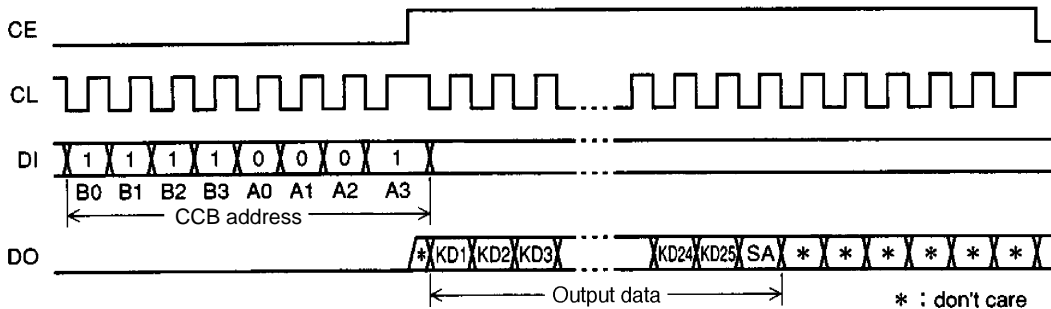 CE
CL
DI 1 1 1 1 0 0 0 1
B0 B1 B2 B3 A0 A1 A2 A3
CCB address
DO * KD1 KD2 KD3 KD24 KD25 SA * * * * * *
Output data
* : don't care